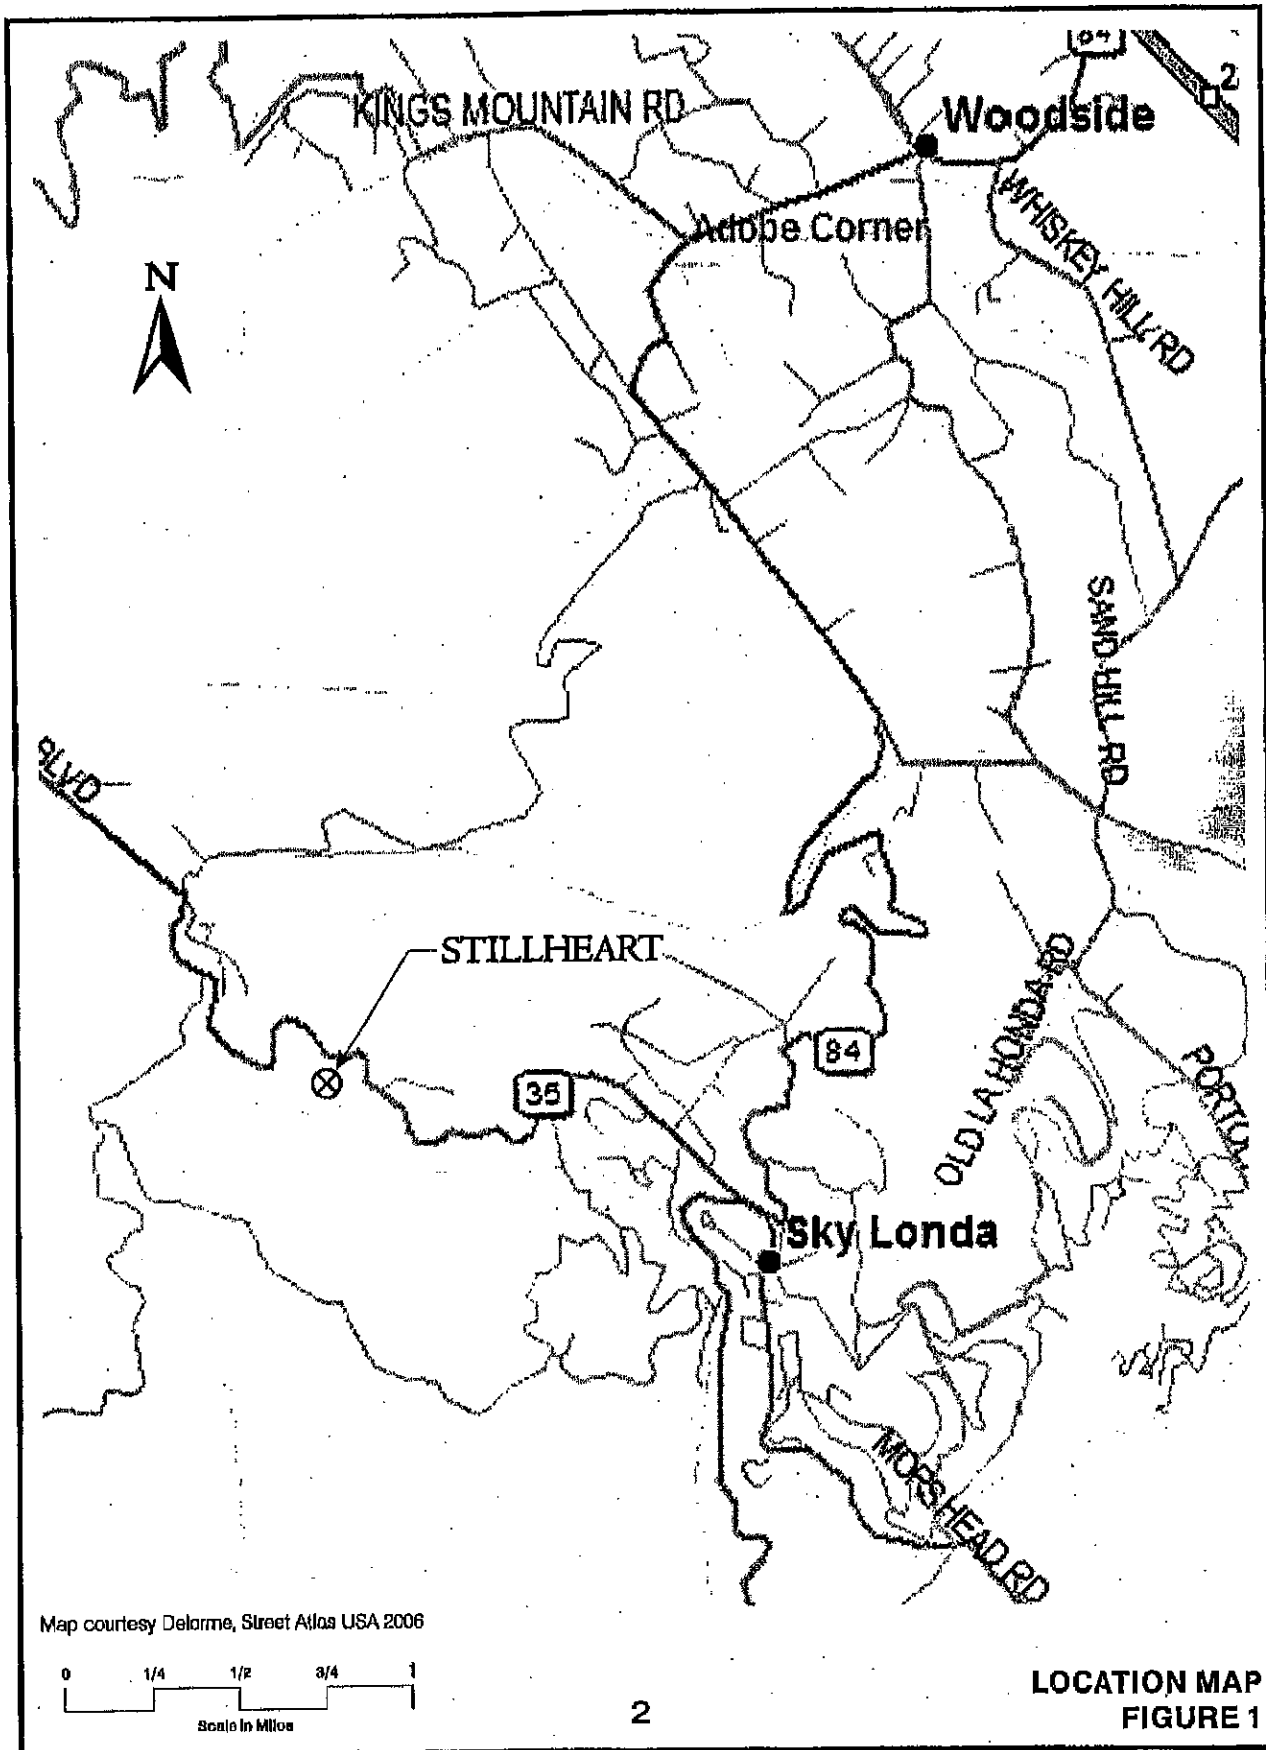 84
2
Woodside
KINGS MOUNTAIN RD
Adobe Corner
WHISKEY HILL RD
N
SAND HILL RD
BLVD
STILLHEART
OLD LA HONDA RD
84
35
Sky Londa
MORSHEAD RD
Map courtesy Delorme, Street Atlas USA 2006
0 1/4 1/2 3/4 1
Scale in Miles
2
LOCATION MAP
FIGURE 1